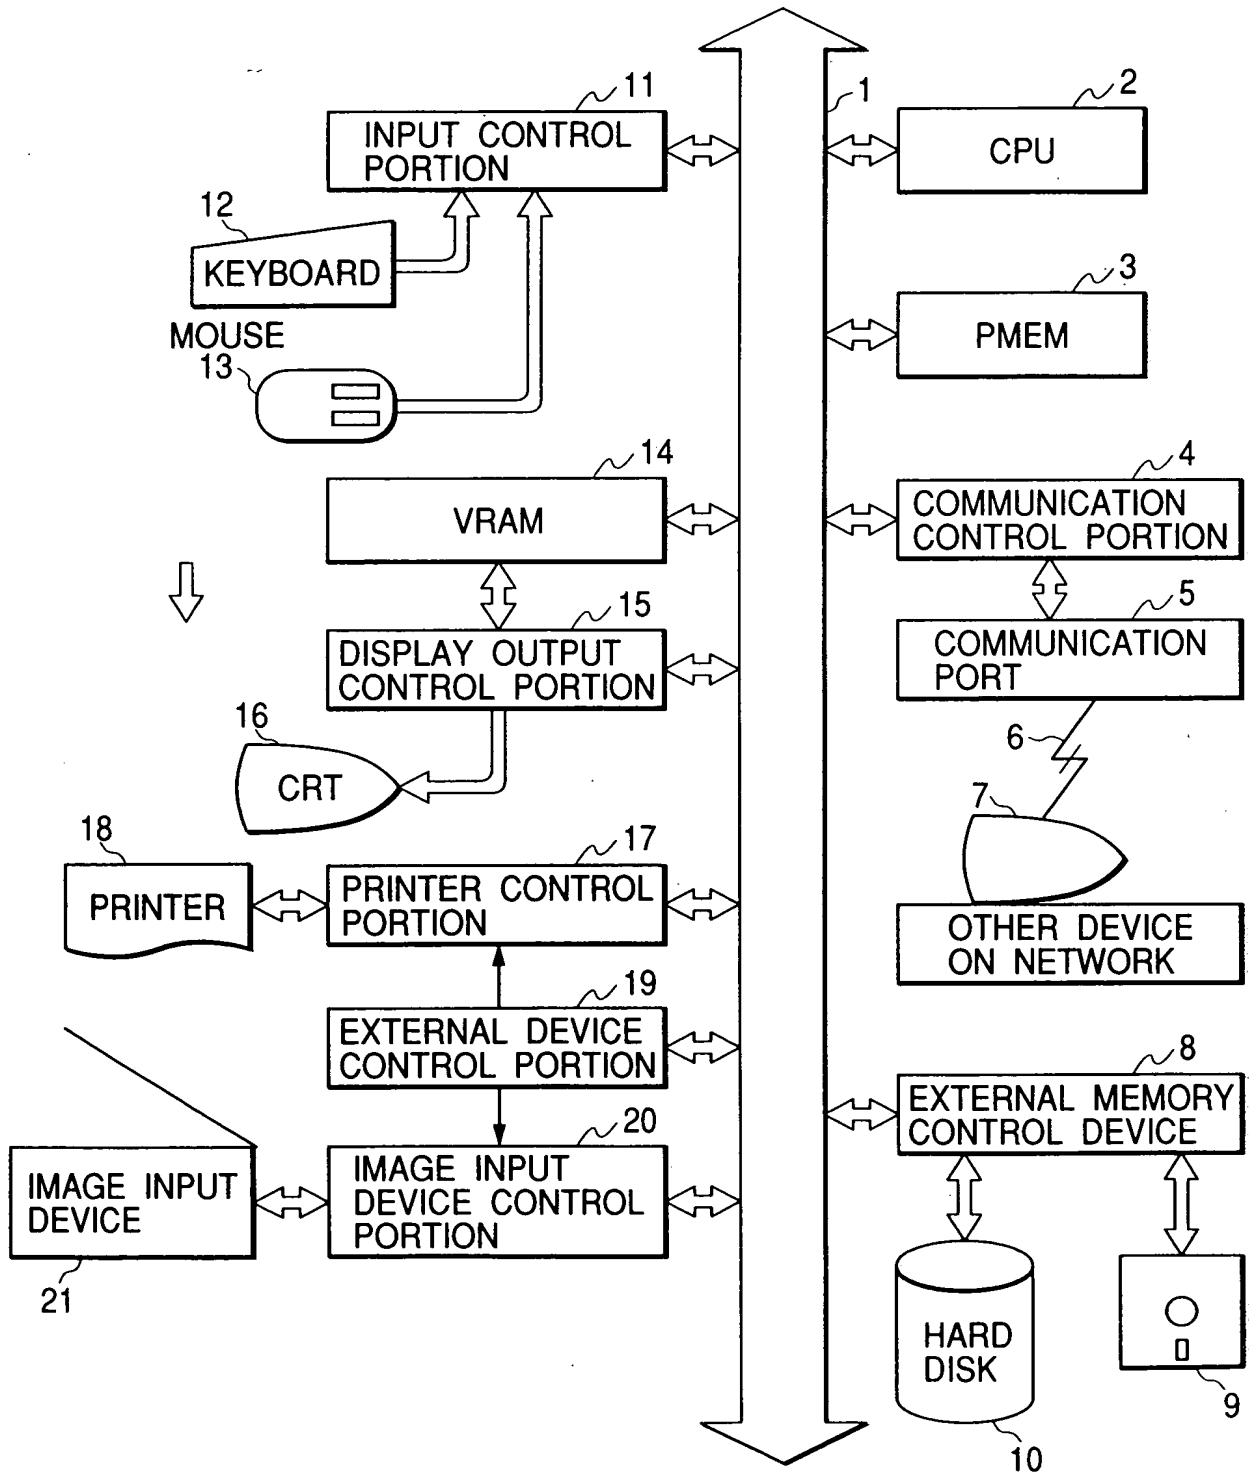 11
INPUT CONTROL
PORTION
12
KEYBOARD
MOUSE
13
14
VRAM
15
DISPLAY OUTPUT
CONTROL PORTION
16
CRT
17
PRINTER CONTROL
PORTION
18
PRINTER
19
EXTERNAL DEVICE
CONTROL PORTION
20
IMAGE INPUT
DEVICE CONTROL
PORTION
IMAGE INPUT
DEVICE
21
1
2
CPU
3
PMEM
4
COMMUNICATION
CONTROL PORTION
5
COMMUNICATION
PORT
6
7
OTHER DEVICE
ON NETWORK
8
EXTERNAL MEMORY
CONTROL DEVICE
HARD
DISK
10
9